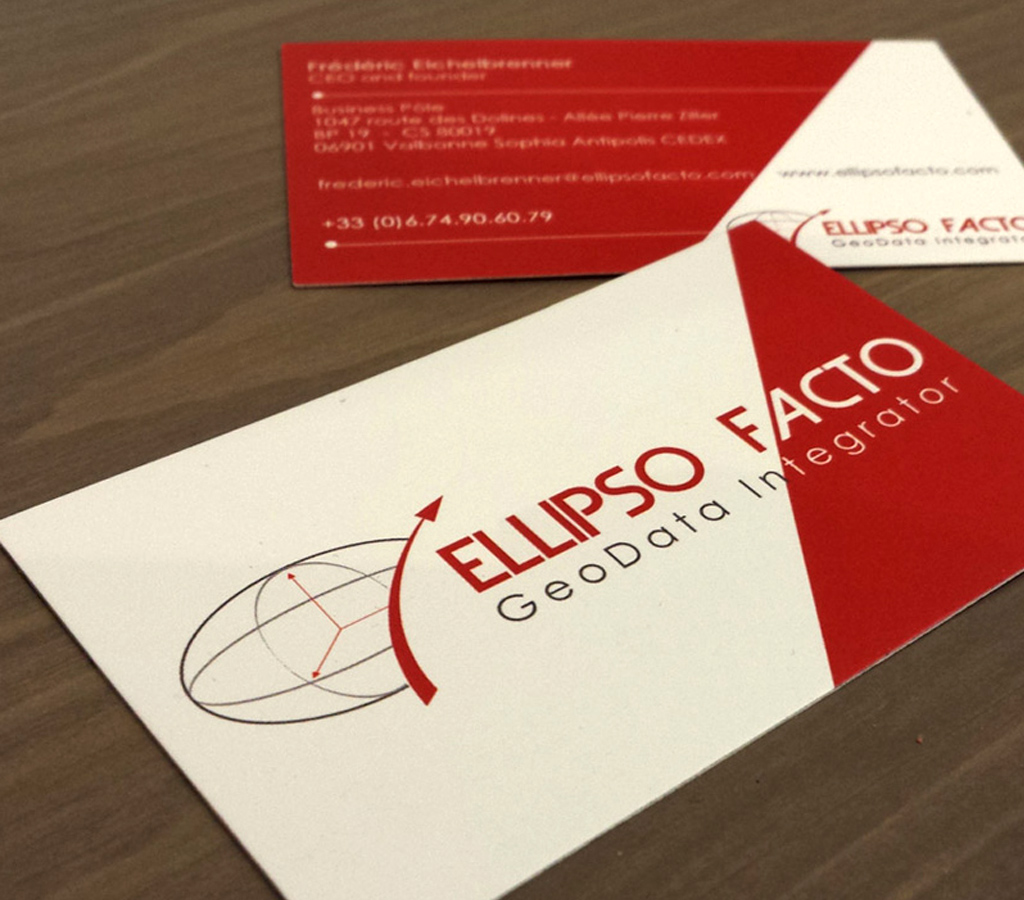 Frédéric Eichelbrenner
CEO and founder
Business Pôle
1047 route des Dolines - Allée Pierre Ziller
BP 19 - CS 80019
06901 Valbonne Sophia Antipolis CEDEX
frederic.eichelbrenner@ellipsofacto.com
www.ellipsofacto.com
+33 (0)6.74.90.60.79
ELLIPSO FACTO
GeoData Integrator
ELLIPSO FACTO
GeoData Integrator